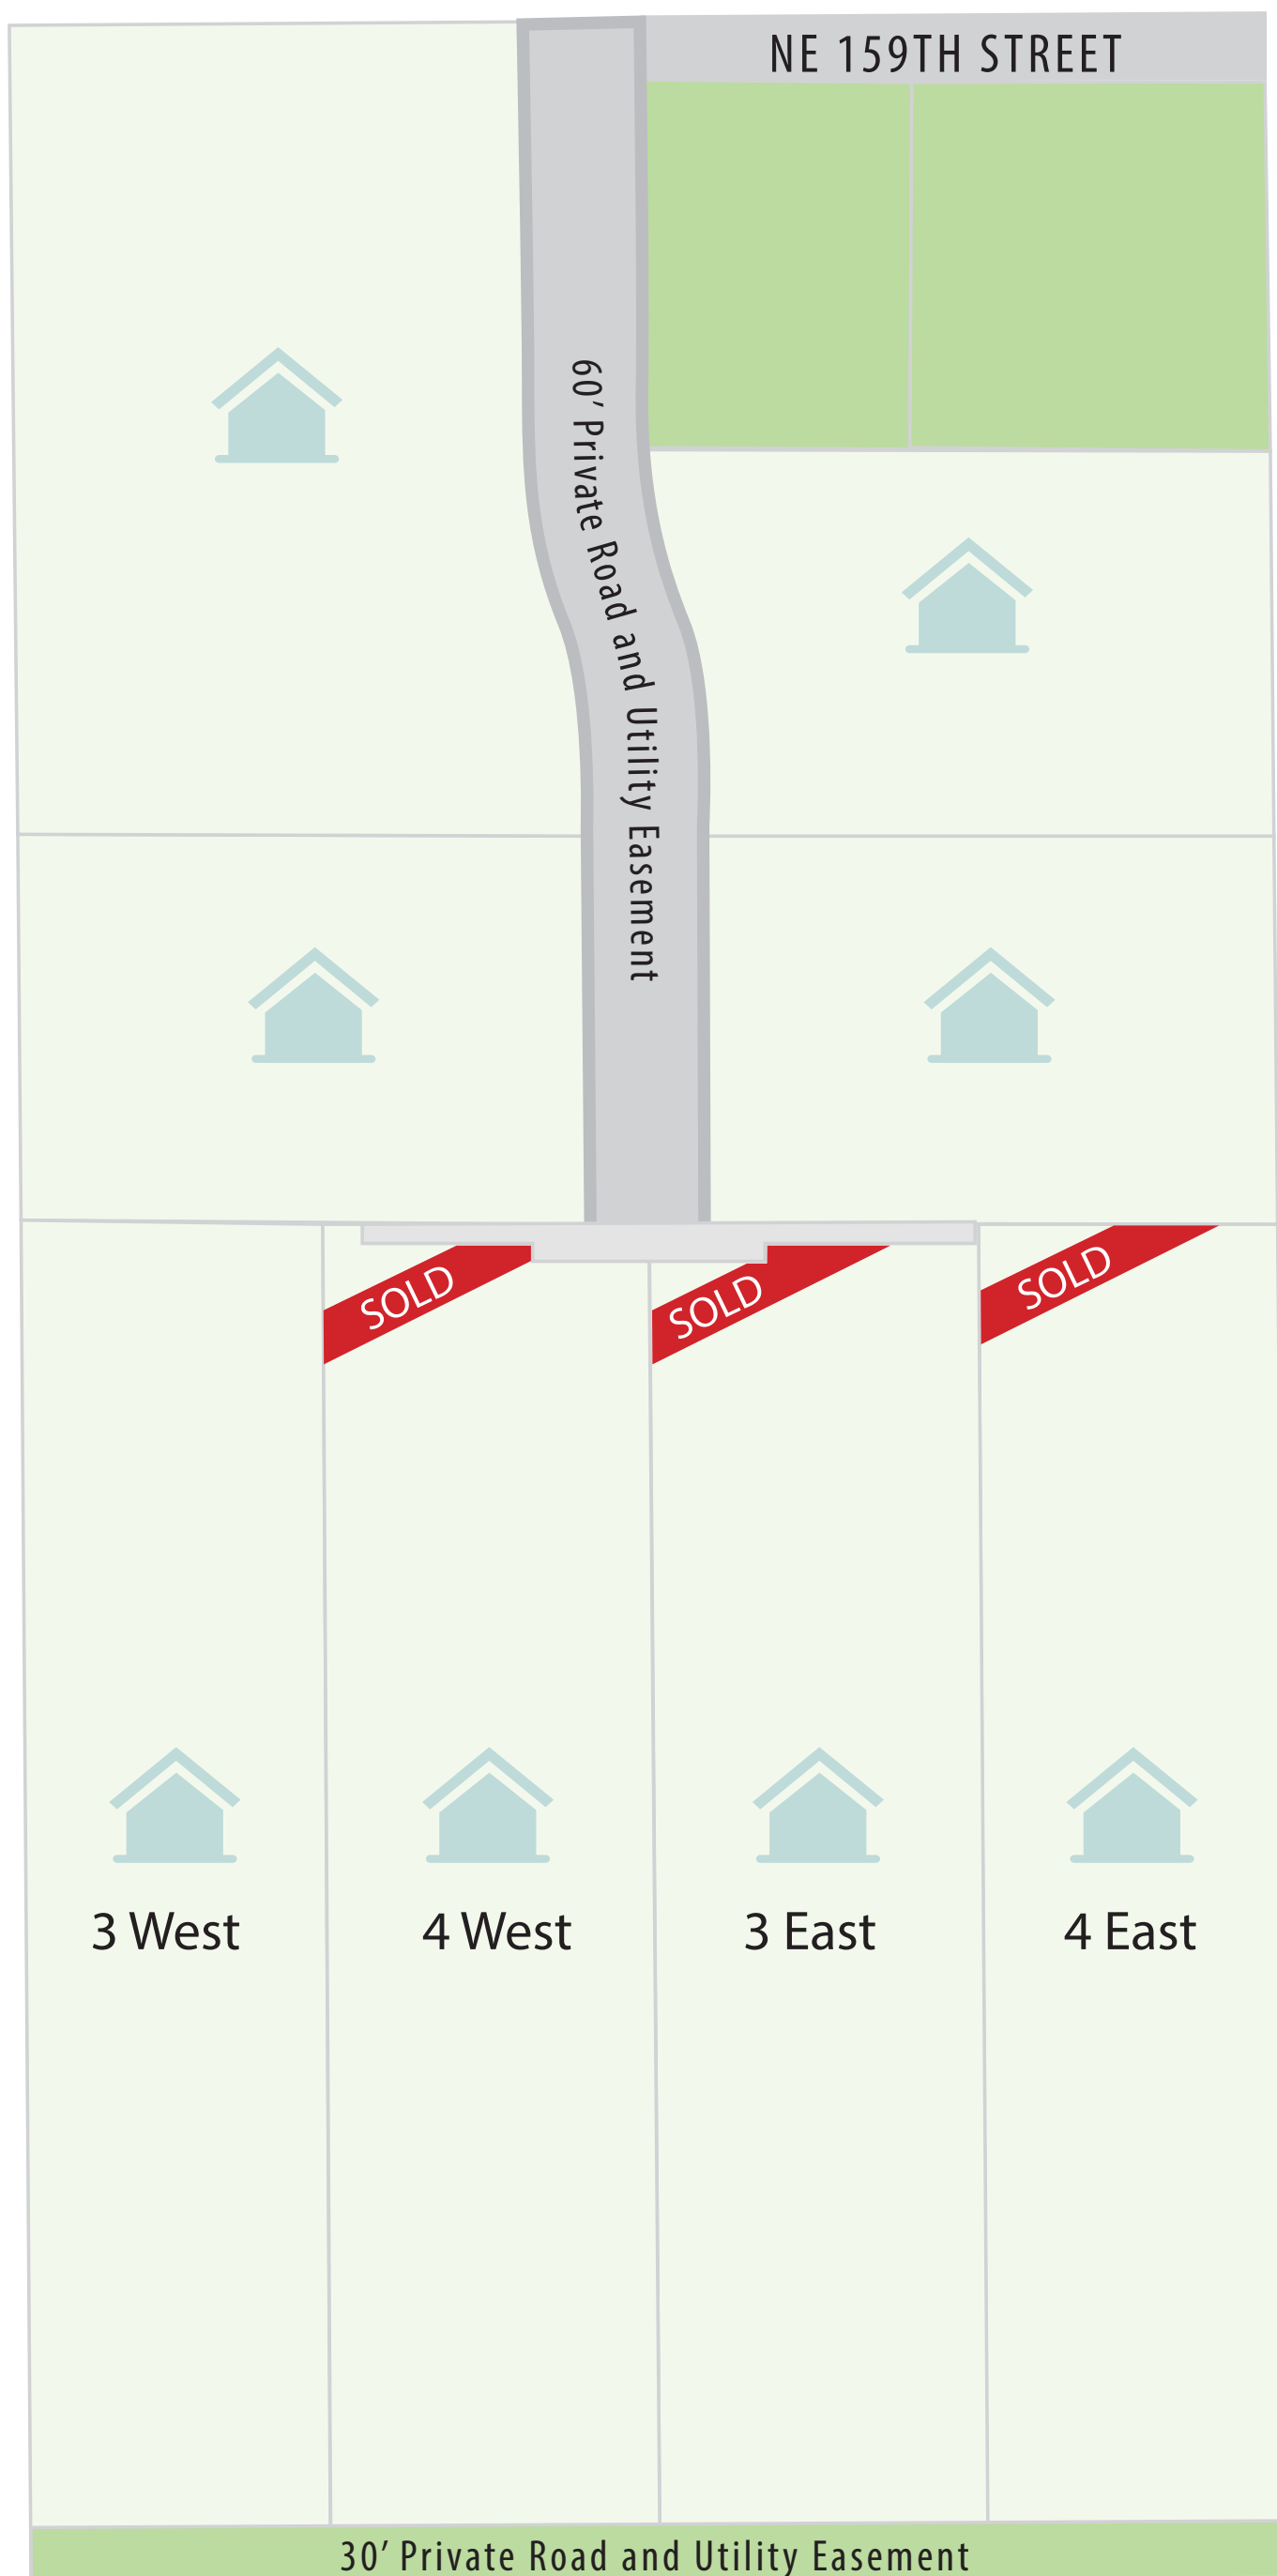 NE 159TH STREET
60′ Private Road and Utility Easement
SOLD
SOLD
SOLD
3 West
4 West
3 East
4 East
30′ Private Road and Utility Easement